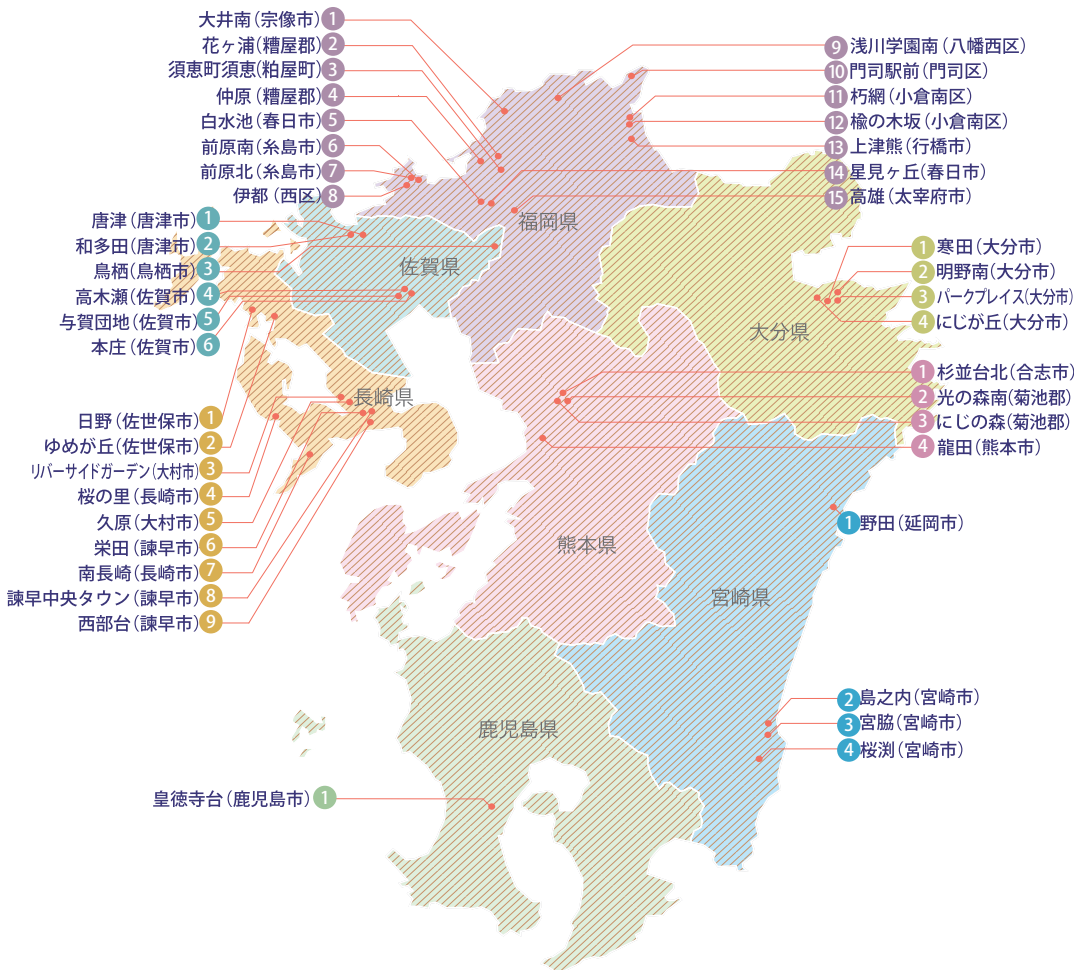 大井南(宗像市) 1
花ヶ浦(糟屋郡) 2
須恵町須恵(粕屋町) 3
仲原(糟屋郡) 4
白水池(春日市) 5
前原南(糸島市) 6
前原北(糸島市) 7
伊都(西区) 8
9 浅川学園南(八幡西区)
10 門司駅前(門司区)
11 朽網(小倉南区)
12 楡の木坂(小倉南区)
13 上津熊(行橋市)
14 星見ヶ丘(春日市)
15 高雄(太宰府市)
福岡県
唐津(唐津市) 1
和多田(唐津市) 2
鳥栖(鳥栖市) 3
高木瀬(佐賀市) 4
与賀団地(佐賀市) 5
本庄(佐賀市) 6
佐賀県
1 寒田(大分市)
2 明野南(大分市)
3 パークプレイス(大分市)
4 にじが丘(大分市)
大分県
1 杉並台北(合志市)
2 光の森南(菊池郡)
3 にじの森(菊池郡)
4 龍田(熊本市)
長崎県
日野(佐世保市) 1
ゆめが丘(佐世保市) 2
リバーサイドガーデン(大村市) 3
桜の里(長崎市) 4
久原(大村市) 5
栄田(諫早市) 6
南長崎(長崎市) 7
諫早中央タウン(諫早市) 8
西部台(諫早市) 9
熊本県
1 野田(延岡市)
宮崎県
2 島之内(宮崎市)
3 宮脇(宮崎市)
4 桜渕(宮崎市)
鹿児島県
皇徳寺台(鹿児島市) 1